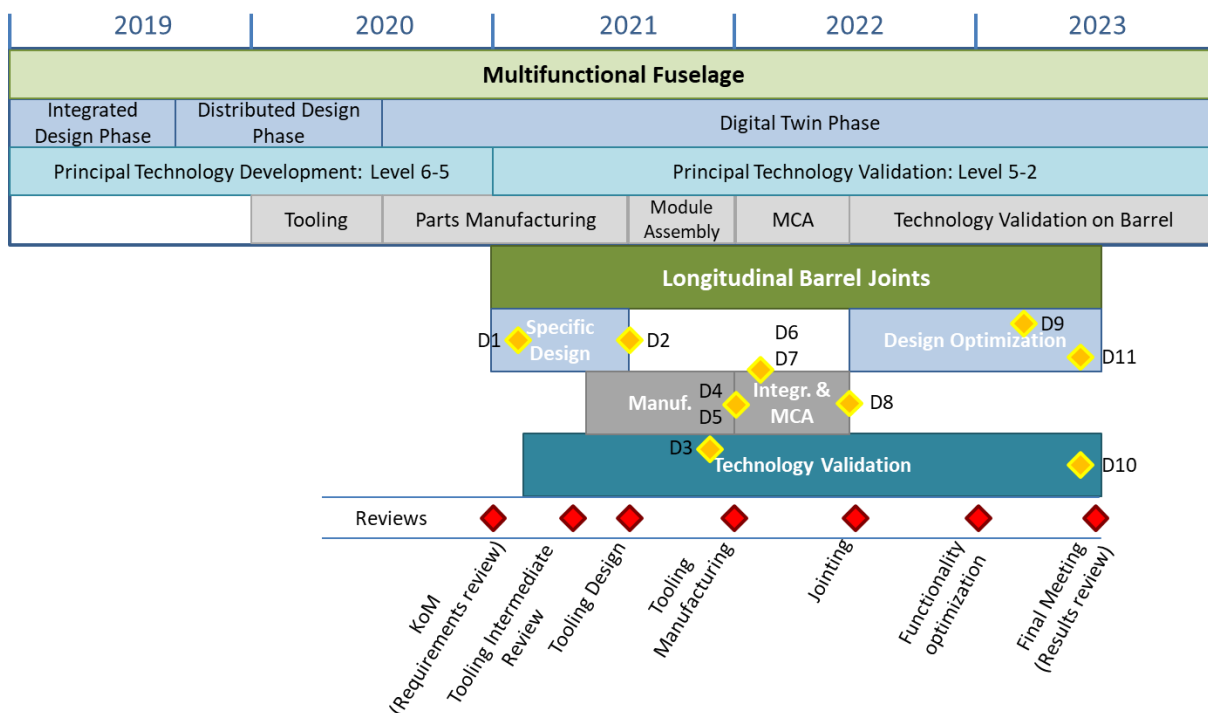 2019 2020 2021 2022 2023
Multifunctional Fuselage
Integrated
Design Phase
Distributed Design
Phase
Digital Twin Phase
Principal Technology Development: Level 6-5
Principal Technology Validation: Level 5-2
Tooling
Parts Manufacturing
Module
Assembly
MCA
Technology Validation on Barrel
Longitudinal Barrel Joints
D1
Specific
Design
D2
D6
D7
Design Optimization
D9
D11
Manuf.
D4
D5
Integr. &
MCA
D8
D3
Technology Validation
D10
Reviews
KoM
(Requirements review)
Tooling Intermediate
Review
Tooling Design
Tooling
Manufacturing
Jointing
Functionality
optimization
Final Meeting
(Results review)